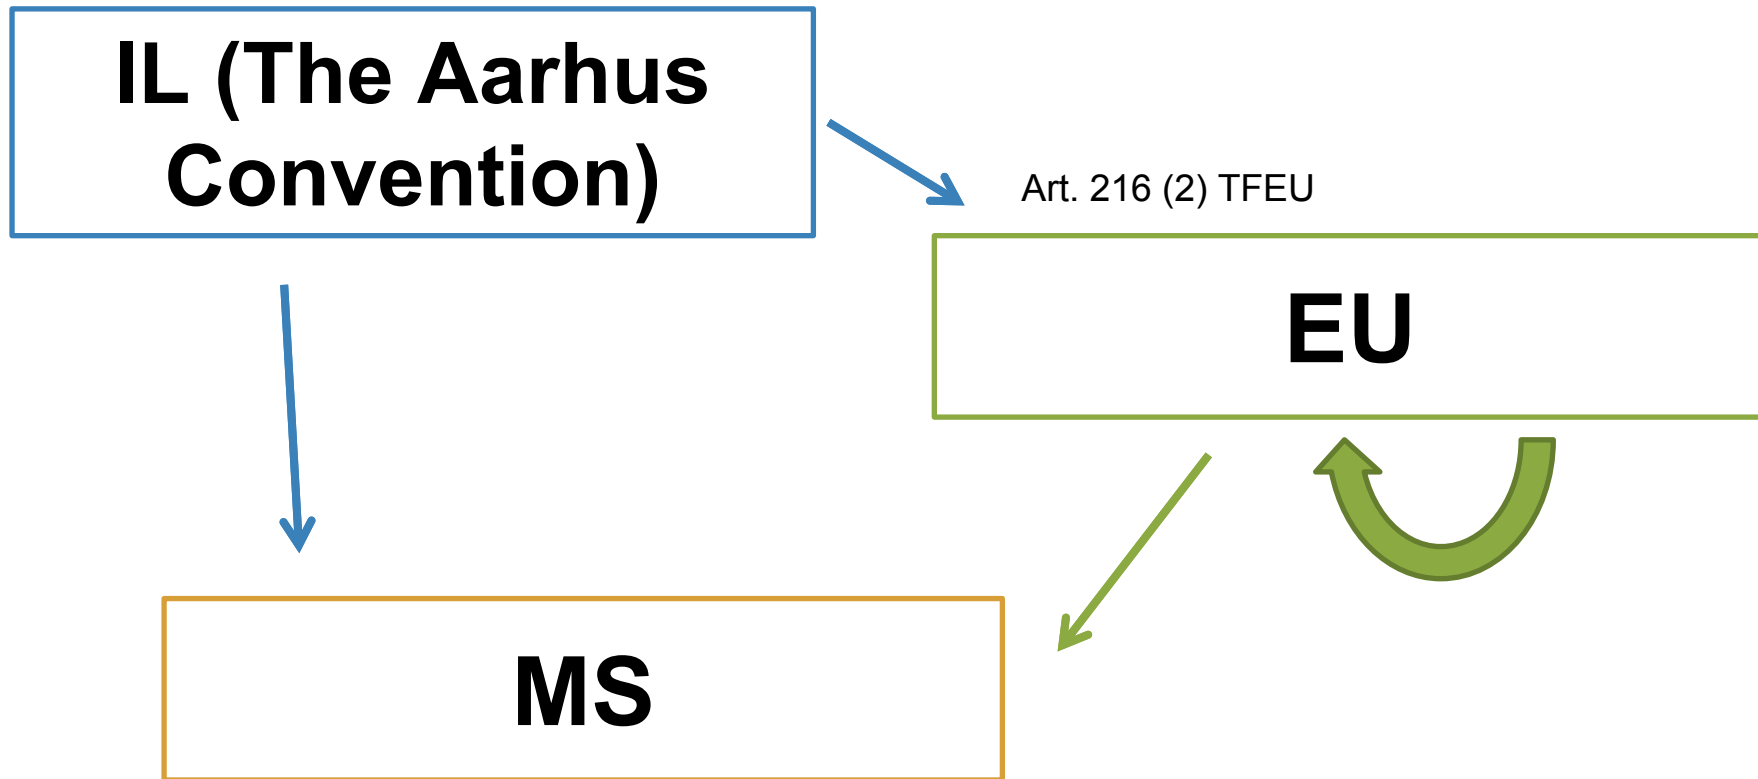 IL (The Aarhus
Convention)
Art. 216 (2) TFEU
EU
MS